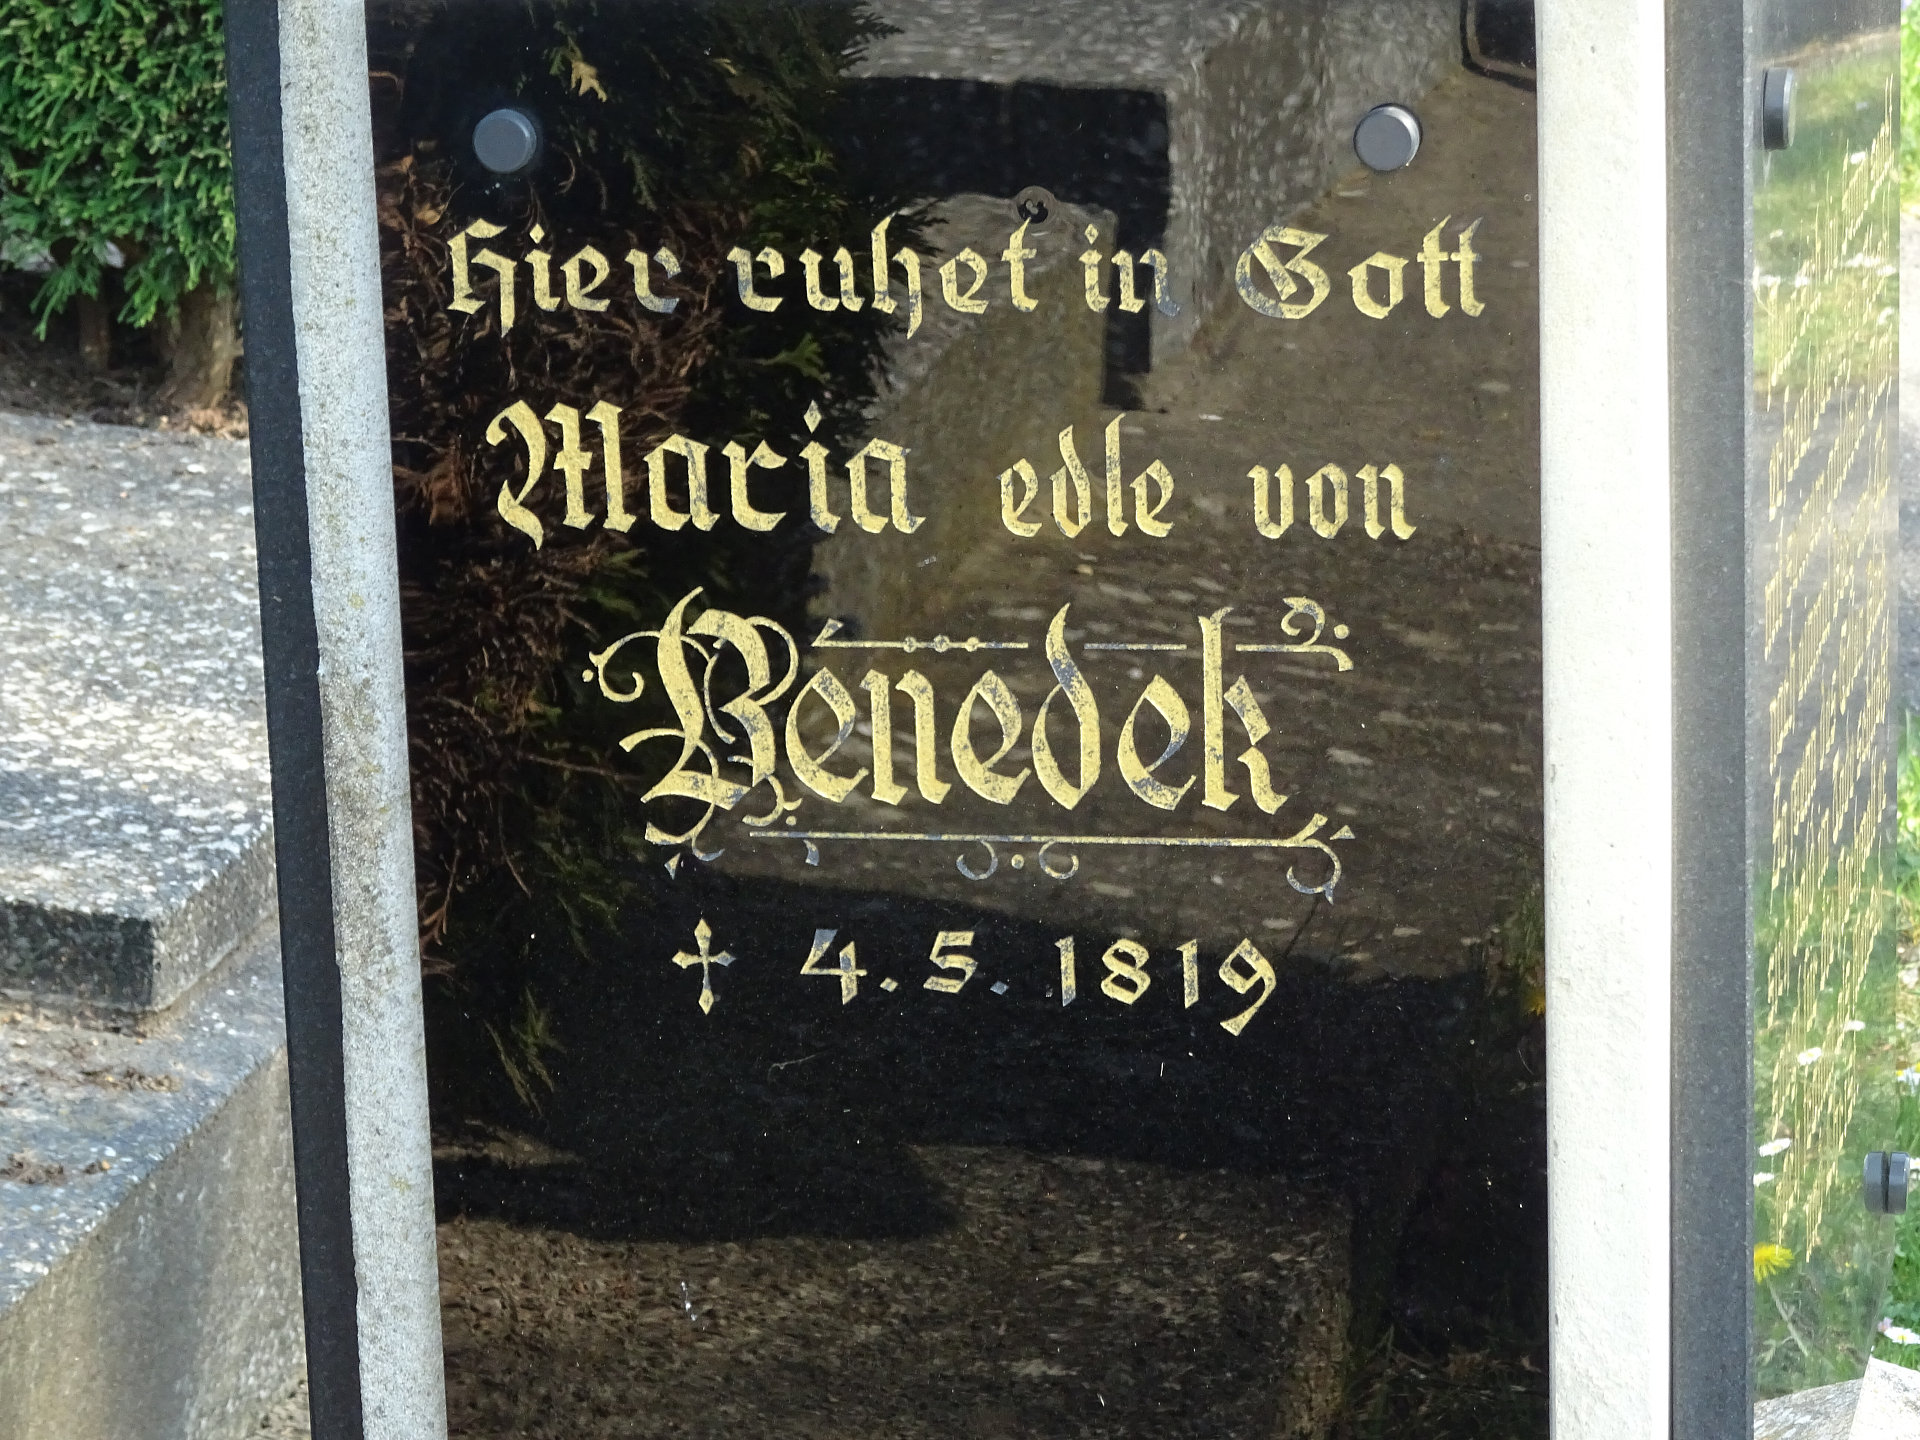 Hier ruhet in Gott
Maria edle von
Benedek
† 4.5.1819